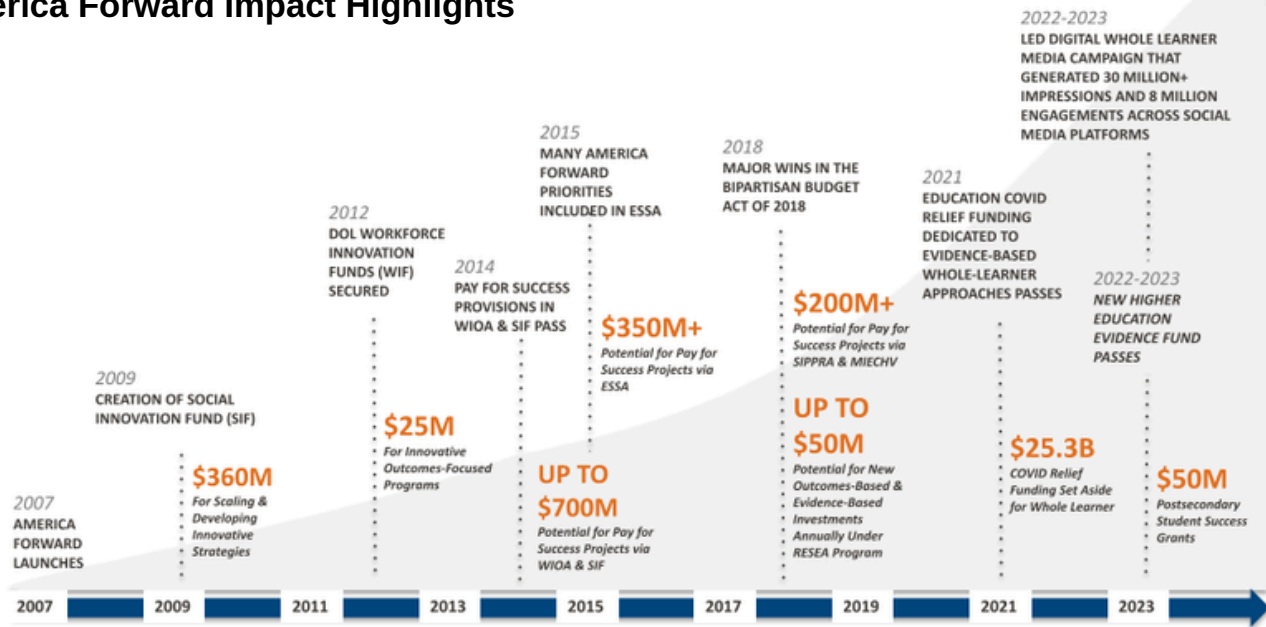 erica Forward Impact Highlights
2007
AMERICA
FORWARD
LAUNCHES
2009
CREATION OF SOCIAL
INNOVATION FUND (SIF)
$360M
For Scaling &
Developing
Innovative
Strategies
2012
DOL WORKFORCE
INNOVATION
FUNDS (WIF)
SECURED
$25M
For Innovative
Outcomes-Focused
Programs
2014
PAY FOR SUCCESS
PROVISIONS IN
WIOA & SIF PASS
UP TO
$700M
Potential for Pay for
Success Projects via
WIOA & SIF
2015
MANY AMERICA
FORWARD
PRIORITIES
INCLUDED IN ESSA
$350M+
Potential for Pay for
Success Projects via
ESSA
2018
MAJOR WINS IN THE
BIPARTISAN BUDGET
ACT OF 2018
$200M+
Potential for Pay for
Success Projects via
SIPPRA & MIECHV
UP TO
$50M
Potential for New
Outcomes-Based &
Evidence-Based
Investments
Annually Under
RESEA Program
2021
EDUCATION COVID
RELIEF FUNDING
DEDICATED TO
EVIDENCE-BASED
WHOLE-LEARNER
APPROACHES PASSES
$25.3B
COVID Relief
Funding Set Aside
for Whole Learner
2022-2023
LED DIGITAL WHOLE LEARNER
MEDIA CAMPAIGN THAT
GENERATED 30 MILLION+
IMPRESSIONS AND 8 MILLION
ENGAGEMENTS ACROSS SOCIAL
MEDIA PLATFORMS
2022-2023
NEW HIGHER
EDUCATION
EVIDENCE FUND
PASSES
$50M
Postsecondary
Student Success
Grants
2007 2009 2011 2013 2015 2017 2019 2021 2023